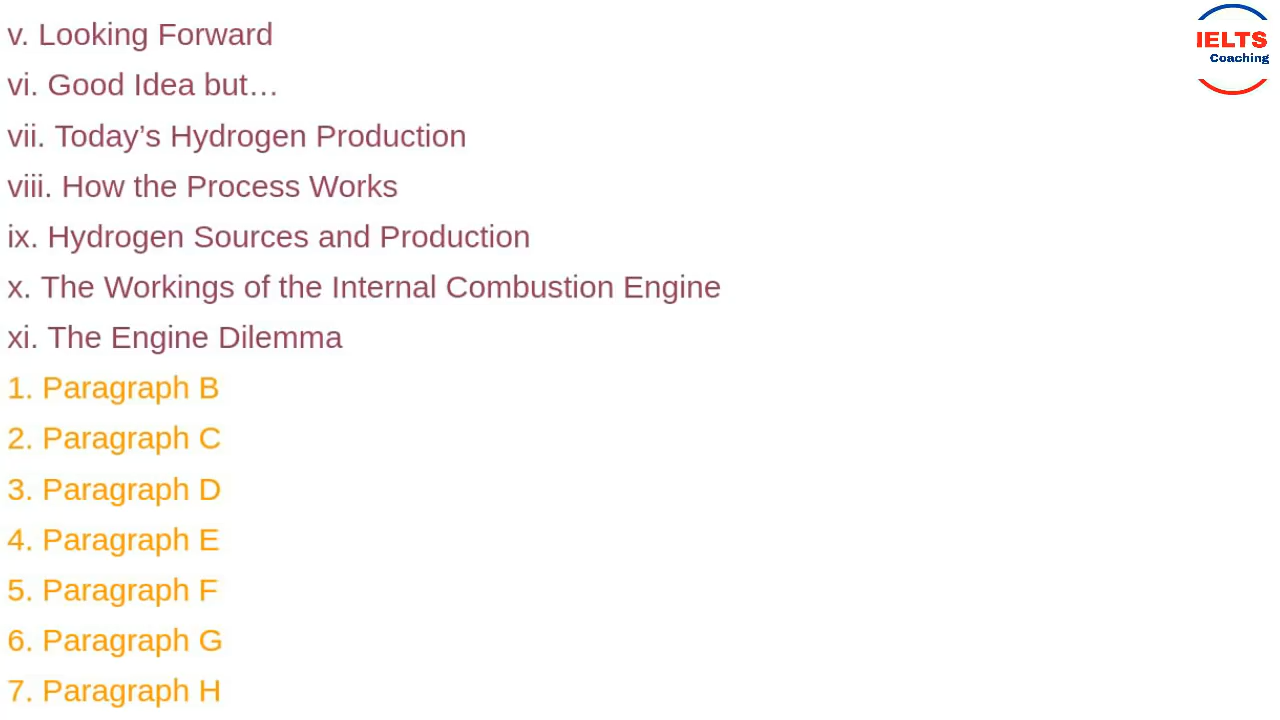 v. Looking Forward
IELTS
Coaching
vi. Good Idea but…
vii. Today’s Hydrogen Production
viii. How the Process Works
ix. Hydrogen Sources and Production
x. The Workings of the Internal Combustion Engine
xi. The Engine Dilemma
1. Paragraph B
2. Paragraph C
3. Paragraph D
4. Paragraph E
5. Paragraph F
6. Paragraph G
7. Paragraph H